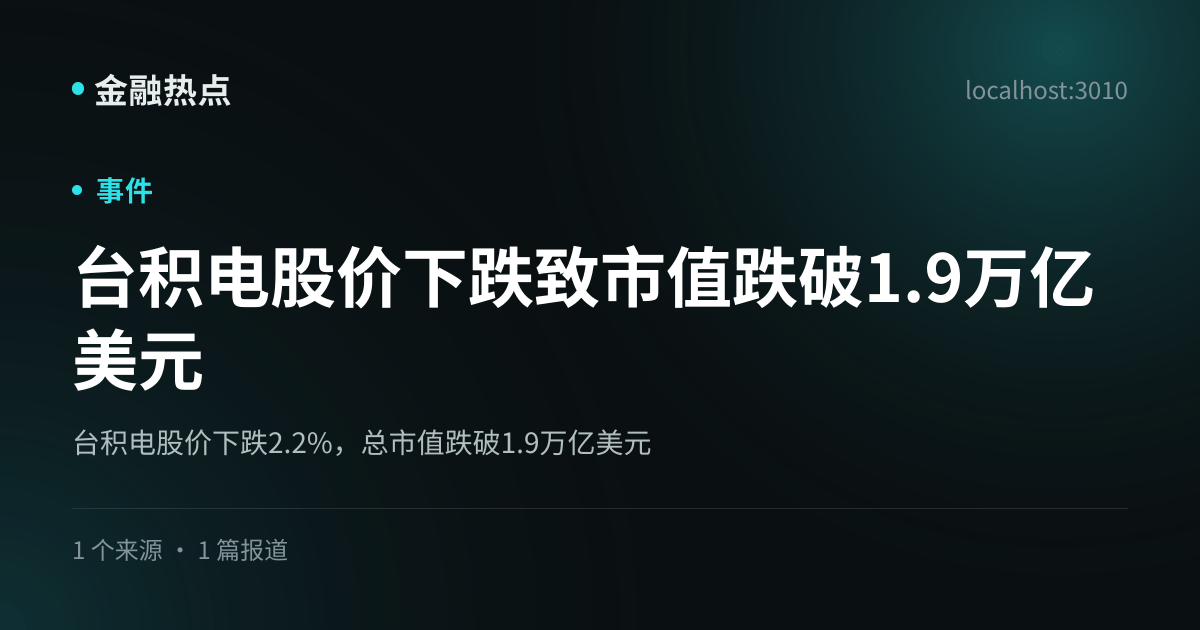 金融热点
localhost:3010
事件
台积电股价下跌致市值跌破1.9万亿
美元
台积电股价下跌2.2%，总市值跌破1.9万亿美元
1 个来源 · 1 篇报道